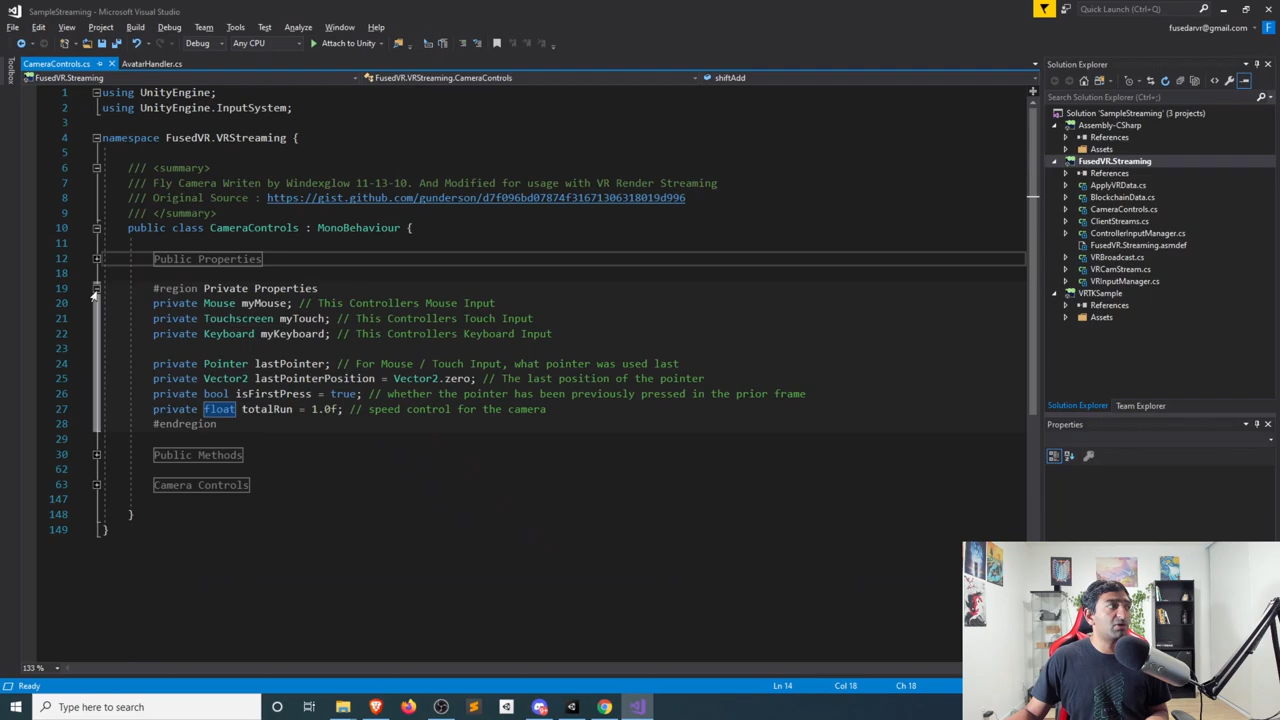 SampleStreaming - Microsoft Visual Studio
Quick Launch (Ctrl+Q)
File Edit View Project Build Debug Team Tools Test Analyze Window Help
fusedarvr@gmail.com
F
Debug Any CPU Attach to Unity
Toolbox
CameraControls.cs AvatarHandler.cs
FusedVR.Streaming FusedVR.VRStreaming.CameraControls shiftAdd
1 using UnityEngine;
2 using UnityEngine.InputSystem;
3
4 namespace FusedVR.VRStreaming {
5
6 /// <summary>
7 /// Fly Camera Writen by Windexglow 11-13-10. And Modified for usage with VR Render Streaming
8 /// Original Source : https://gist.github.com/gunderson/d7f096bd07874f31671306318019d996
9 /// </summary>
10 public class CameraControls : MonoBehaviour {
11
12 Public Properties
18
19 #region Private Properties
20 private Mouse myMouse; // This Controllers Mouse Input
21 private Touchscreen myTouch; // This Controllers Touch Input
22 private Keyboard myKeyboard; // This Controllers Keyboard Input
23
24 private Pointer lastPointer; // For Mouse / Touch Input, what pointer was used last
25 private Vector2 lastPointerPosition = Vector2.zero; // The last position of the pointer
26 private bool isFirstPress = true; // whether the pointer has been previously pressed in the prior frame
27 private float totalRun = 1.0f; // speed control for the camera
28 #endregion
29
30 Public Methods
62
63 Camera Controls
147
148 }
149 }
133 %
Solution Explorer
Search Solution Explorer (Ctrl+;)
Solution 'SampleStreaming' (3 projects)
Assembly-CSharp
References
Assets
FusedVR.Streaming
References
ApplyVRData.cs
BlockchainData.cs
CameraControls.cs
ClientStreams.cs
ControllerInputManager.cs
FusedVR.Streaming.asmdef
VRBroadcast.cs
VRCamStream.cs
VRInputManager.cs
VRTKSample
References
Assets
Solution Explorer Team Explorer
Properties
Ready Ln 14 Col 18 Ch 18
Type here to search